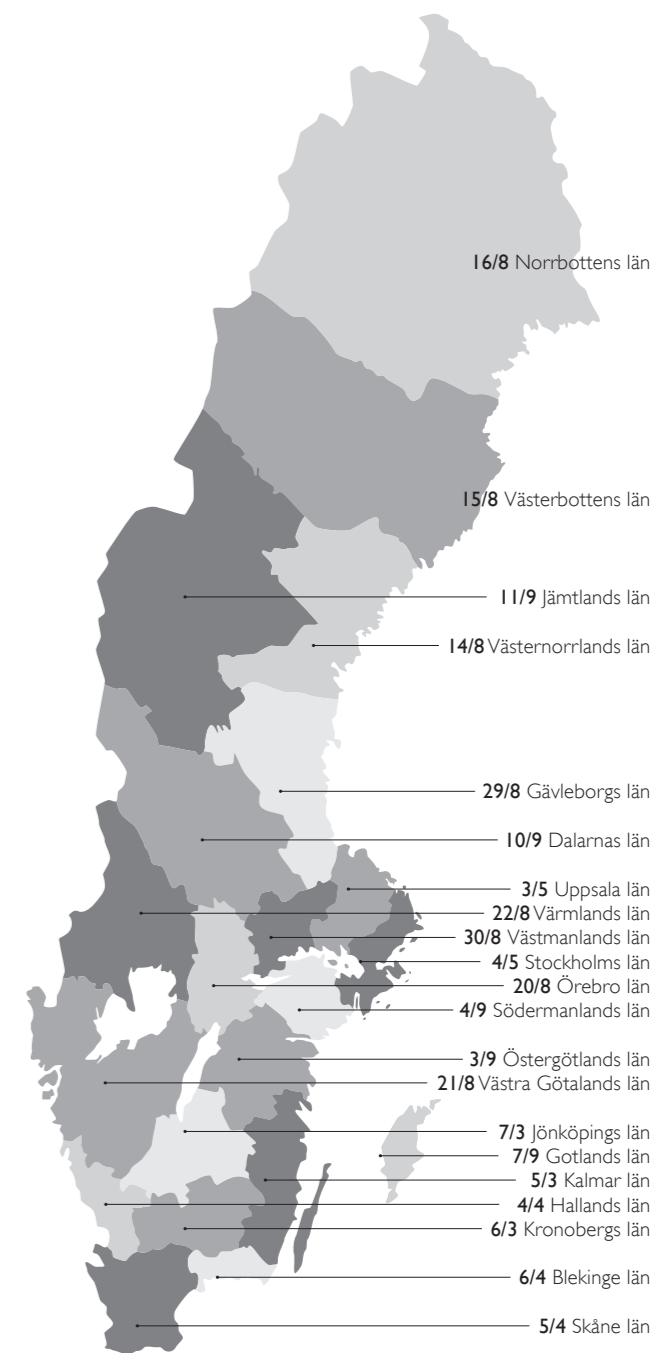 16/8 Norrbottens län
15/8 Västerbottens län
11/9 Jämtlands län
14/8 Västernorrlands län
29/8 Gävleborgs län
10/9 Dalarnas län
3/5 Uppsala län
22/8 Värmlands län
30/8 Västmanlands län
4/5 Stockholms län
20/8 Örebro län
4/9 Södermanlands län
3/9 Östergötlands län
21/8 Västra Götalands län
7/3 Jönköpings län
7/9 Gotlands län
5/3 Kalmar län
4/4 Hallands län
6/3 Kronobergs län
6/4 Blekinge län
5/4 Skåne län